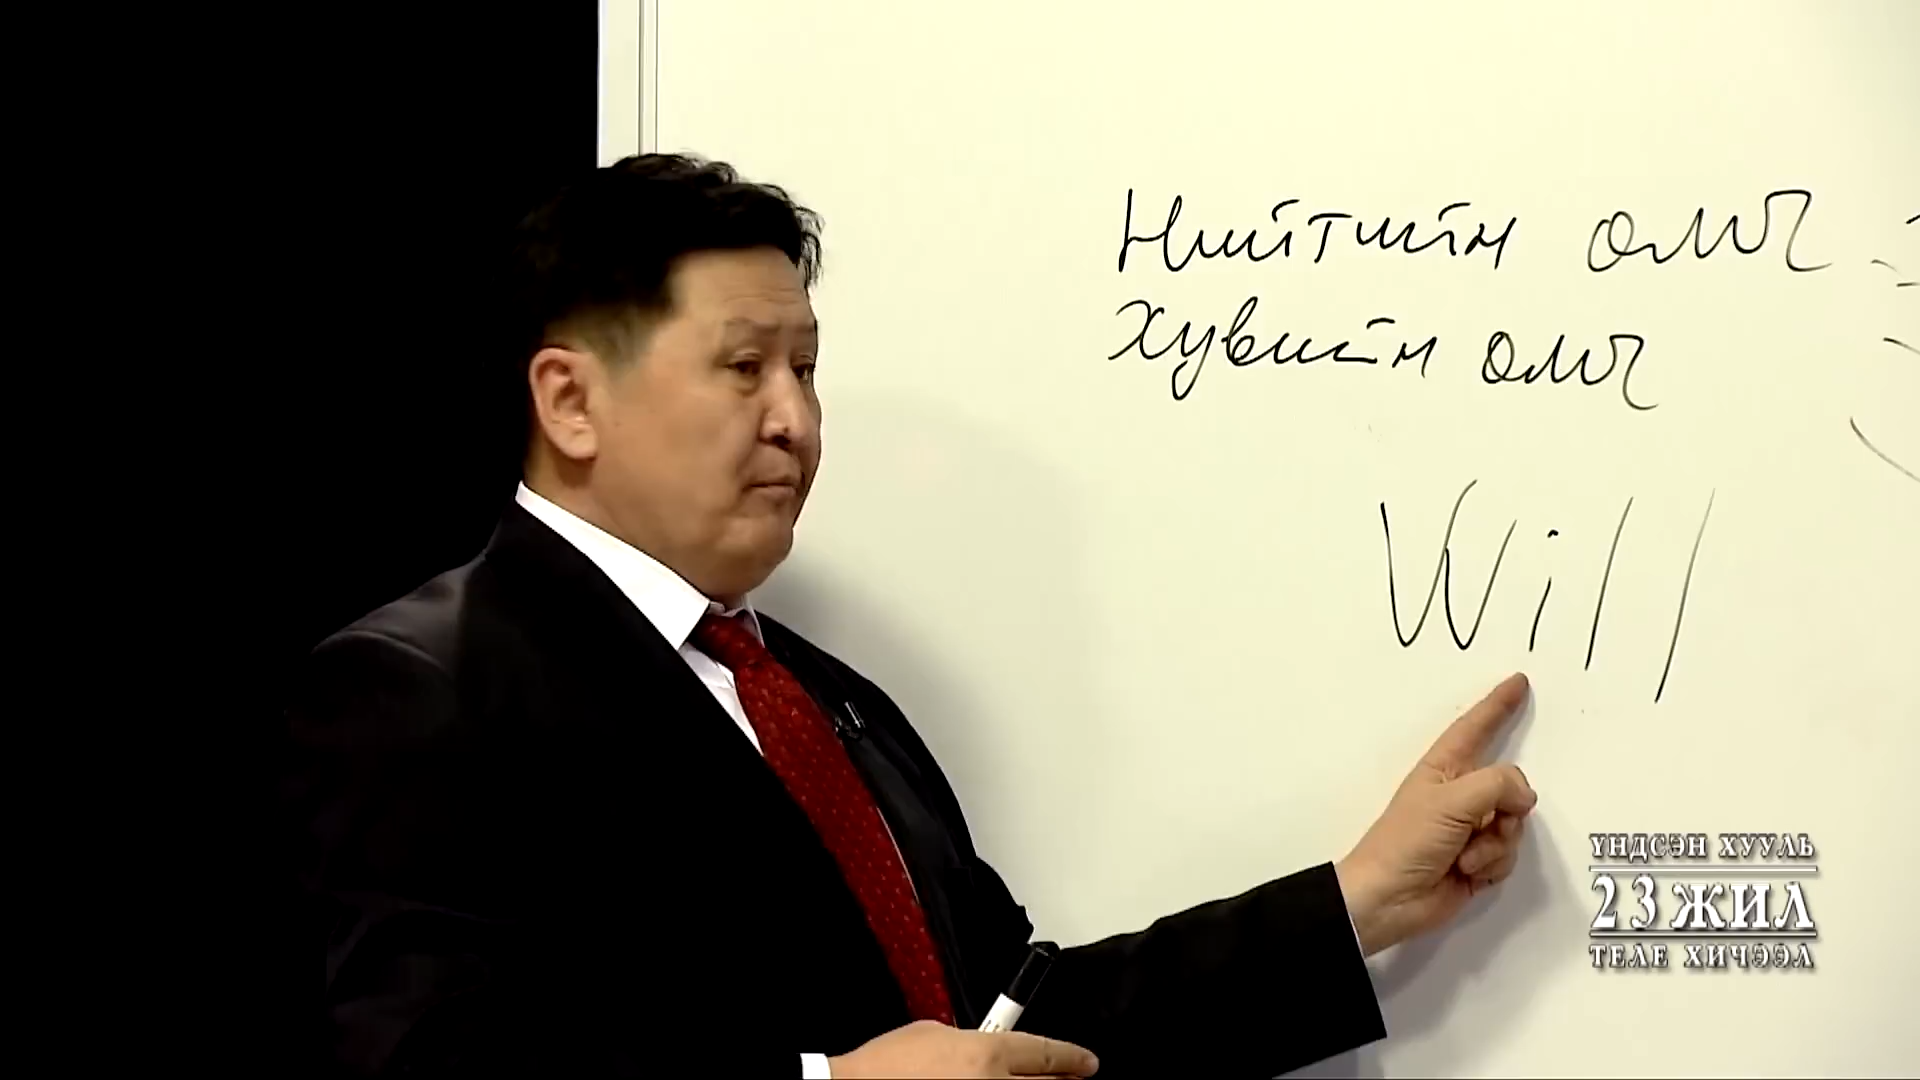 Нийтийн өмч
Хувийн өмч
Will
ҮНДСЭН ХУУЛЬ
23 ЖИЛ
ТЕЛЕ ХИЧЭЭЛ